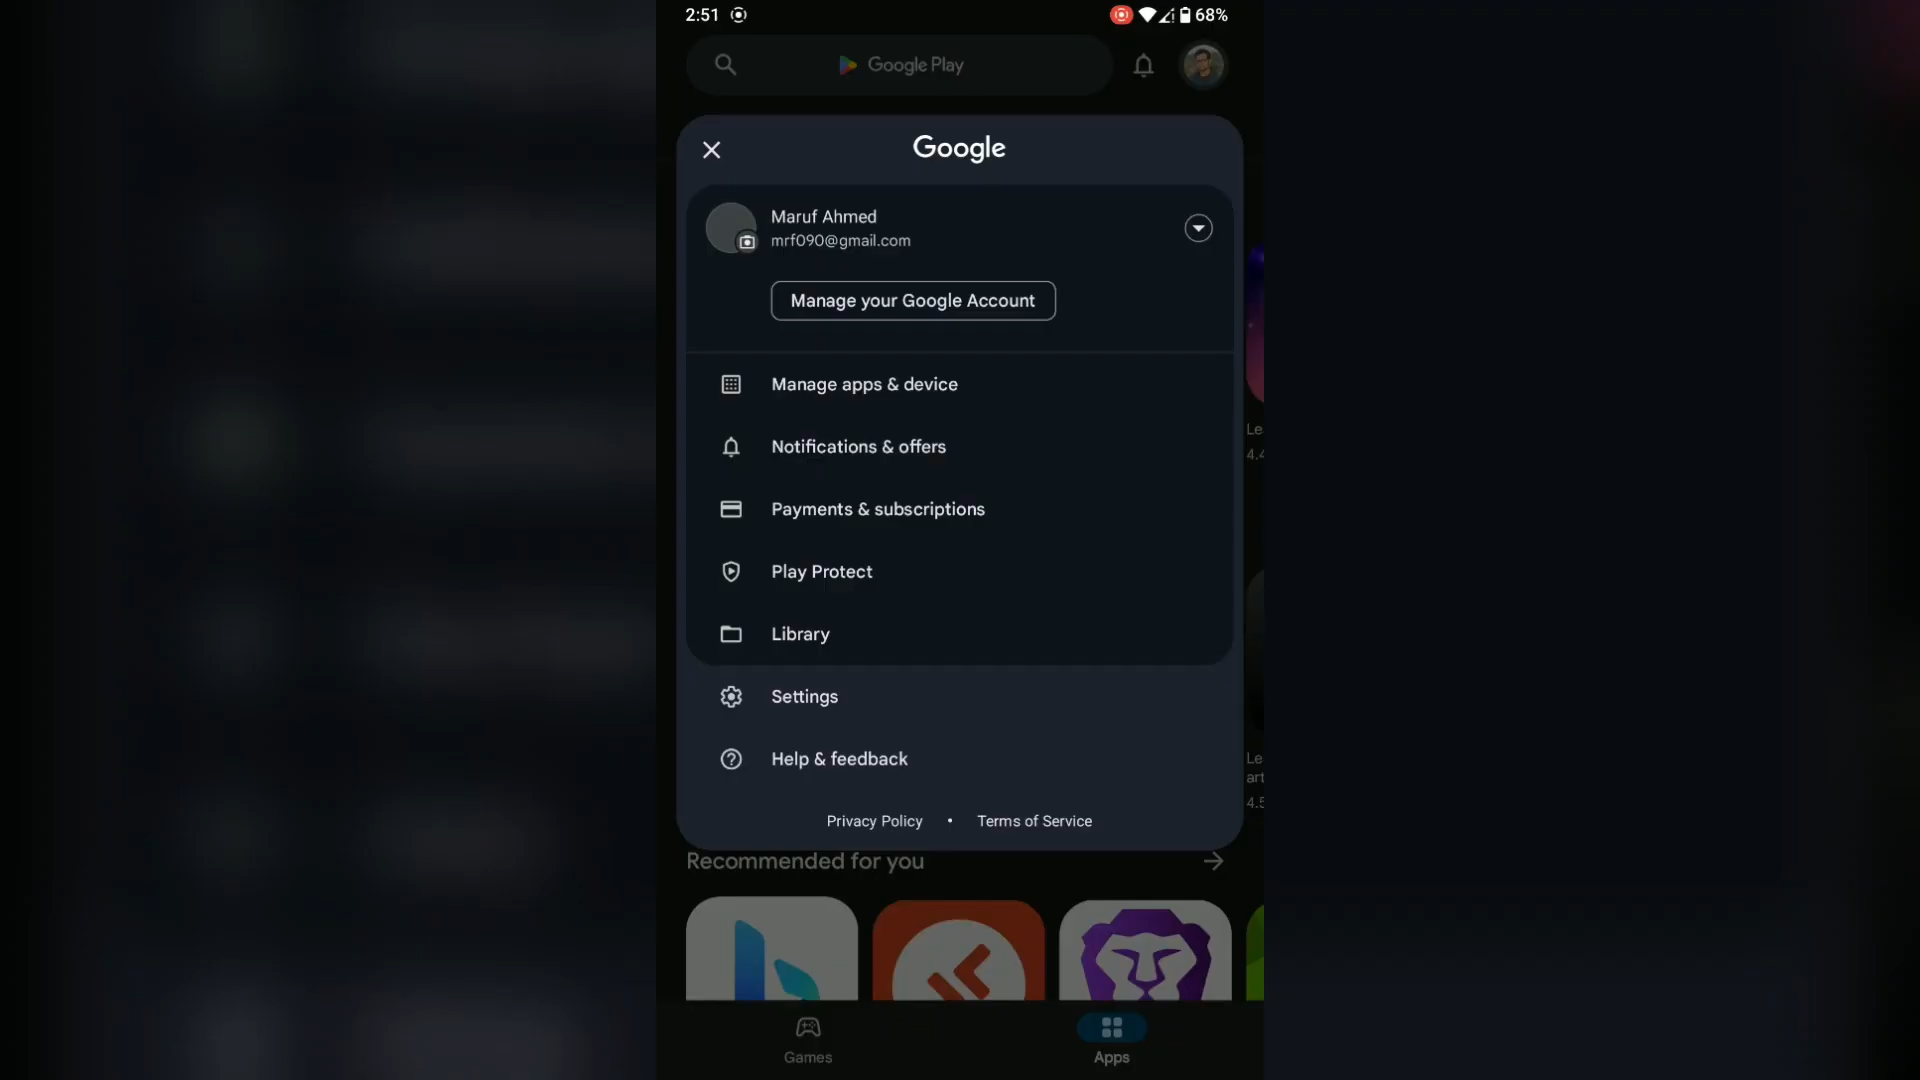 2:51
68%
Google Play
Google
Maruf Ahmed
mrf090@gmail.com
Manage your Google Account
Manage apps & device
Notifications & offers
Payments & subscriptions
Play Protect
Library
Settings
Help & feedback
Privacy Policy • Terms of Service
Le
4.4
Le
art
4.5
Recommended for you
Games
Apps